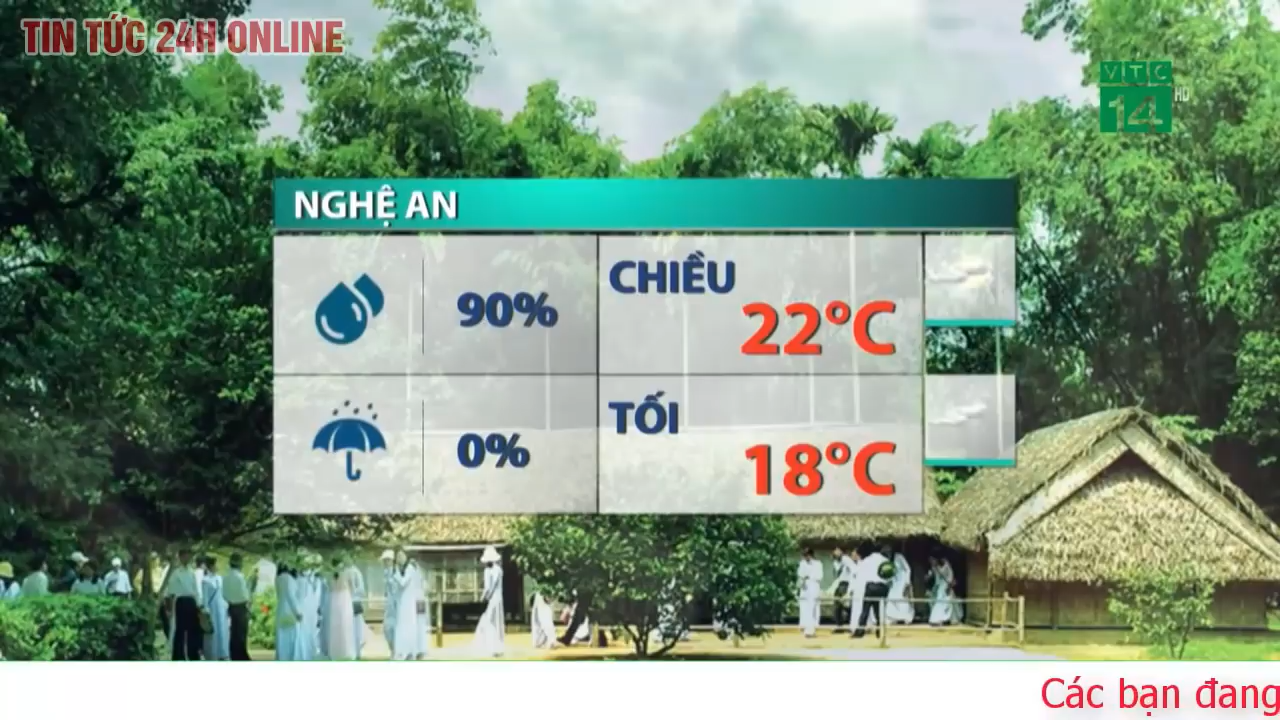 TIN TỨC 24H ONLINE
VTC
14
HD
NGHỆ AN
90%
CHIỀU
22°C
0%
TỐI
18°C
Các bạn đang